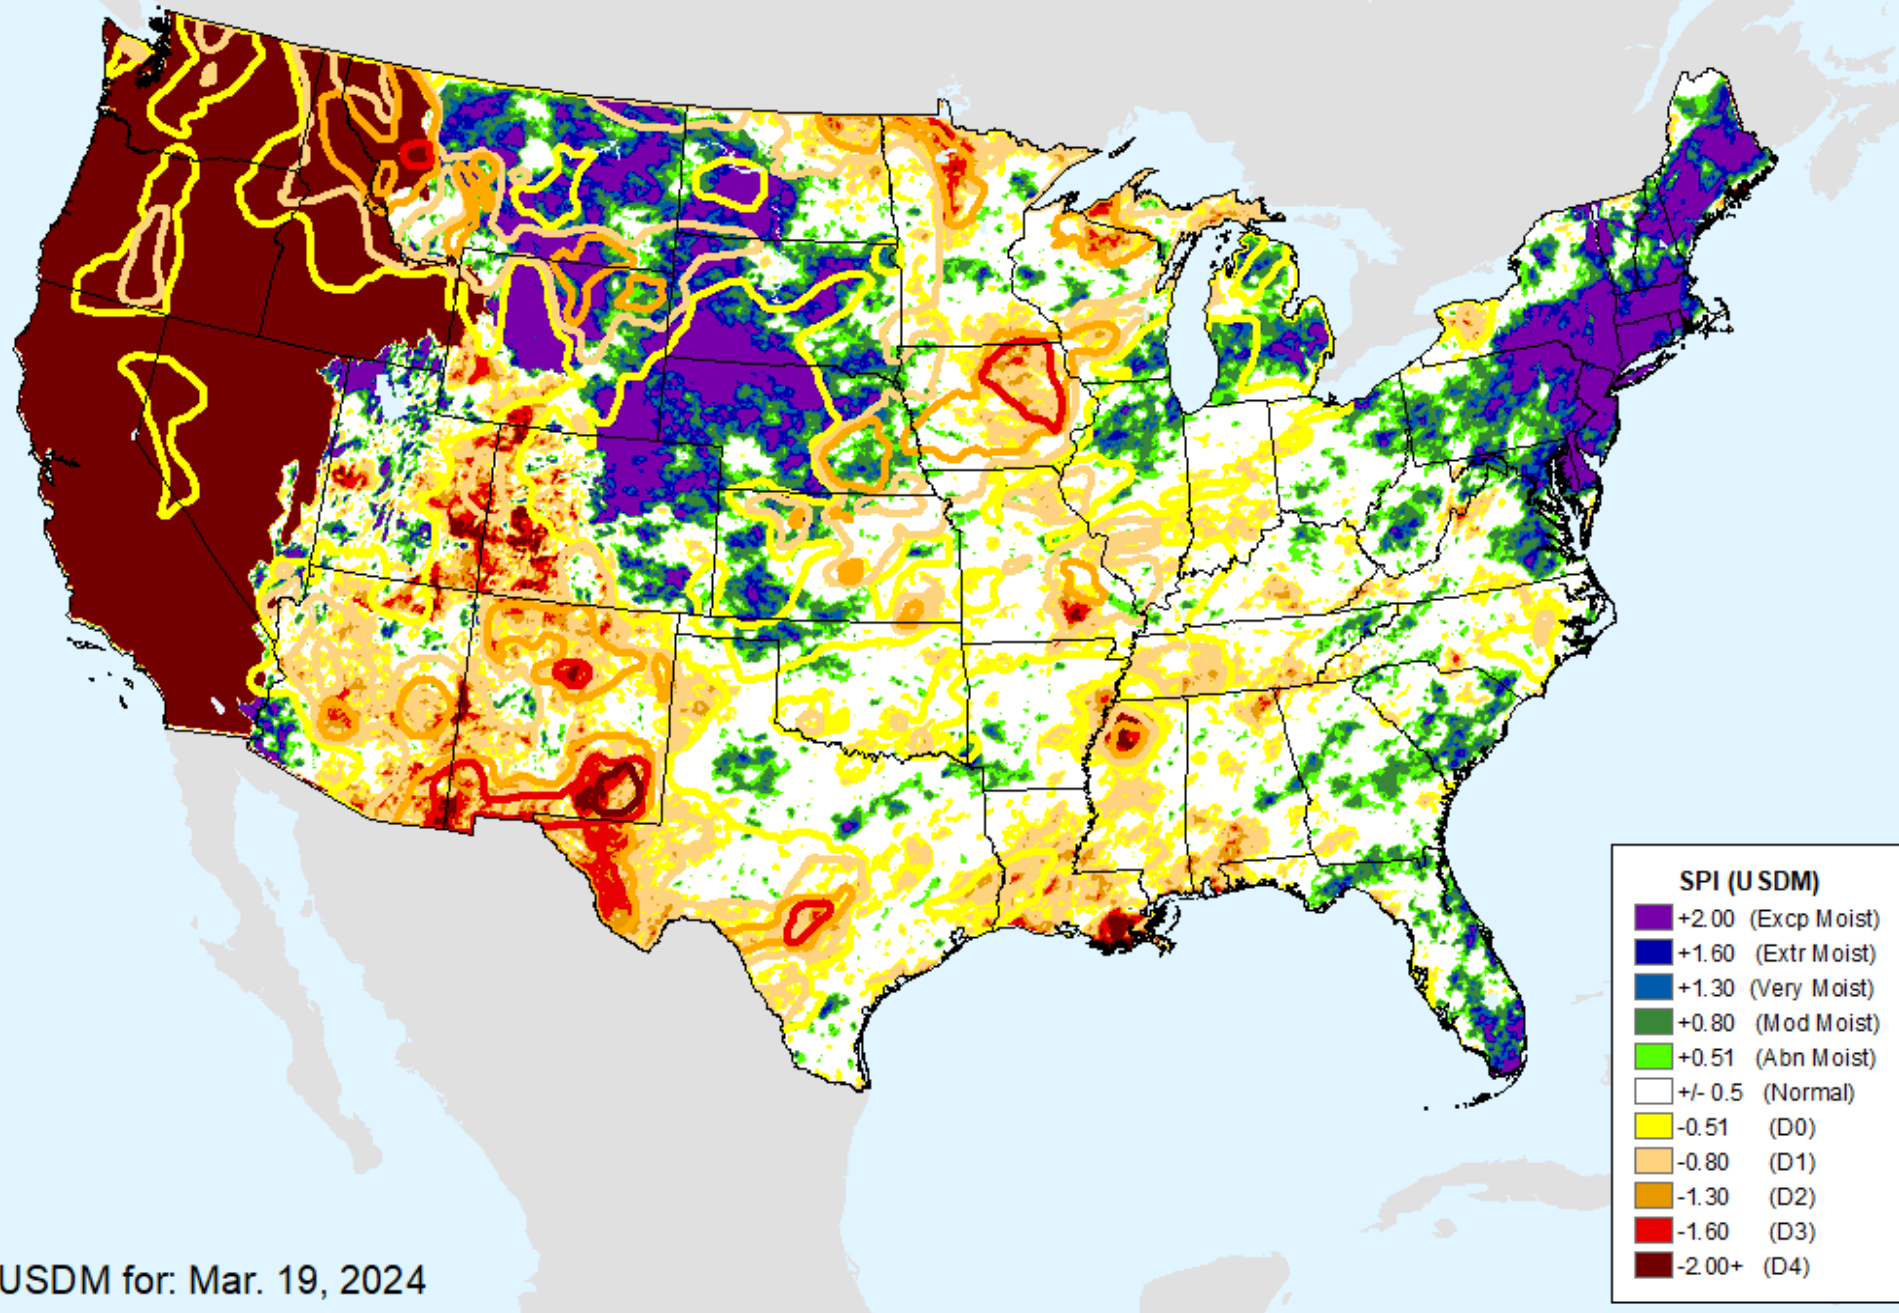 SPI (USDM)
+2.00 (Excp Moist)
+1.60 (Extr Moist)
+1.30 (Very Moist)
+0.80 (Mod Moist)
+0.51 (Abn Moist)
+/- 0.5 (Normal)
-0.51 (D0)
-0.80 (D1)
-1.30 (D2)
-1.60 (D3)
-2.00+ (D4)
USDM for: Mar. 19, 2024